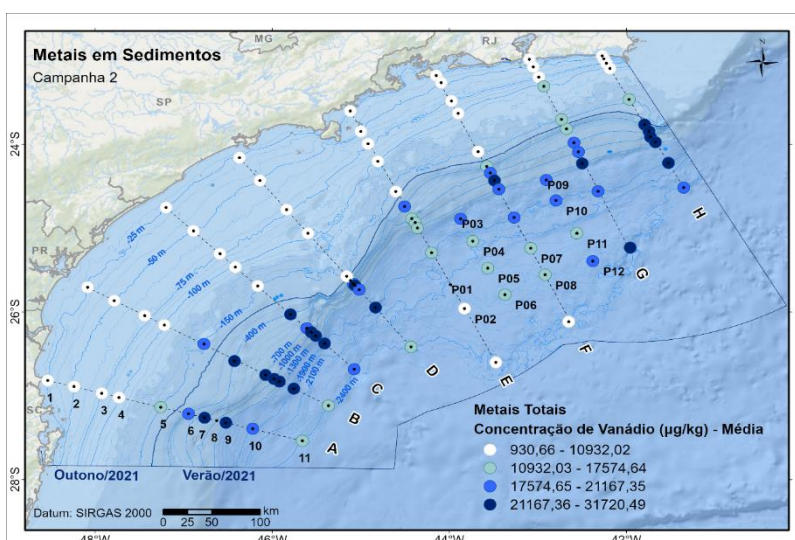 Metais em Sedimentos
Campanha 2
MG
RJ
SP
PR
SC
24°S
26°S
28°S
24°S
26°S
28°S
-25 m
-50 m
-75 m
-100 m
-150 m
-400 m
-700 m
-1000 m
-1300 m
-1900 m
-2100 m
-2400 m
P09
P10
P03
P04
P11
P07
P12
P05
P08
P01
P06
P02
H
G
F
E
D
C
B
A
1
2
3
4
5
6
7
8
9
10
11
Outono/2021
Verão/2021
Metais Totais
Concentração de Vanádio (µg/kg) - Média
930,66 - 10932,02
10932,03 - 17574,64
17574,65 - 21167,35
21167,36 - 31720,49
Datum: SIRGAS 2000
0 25 50 100
km
48°W
46°W
44°W
42°W